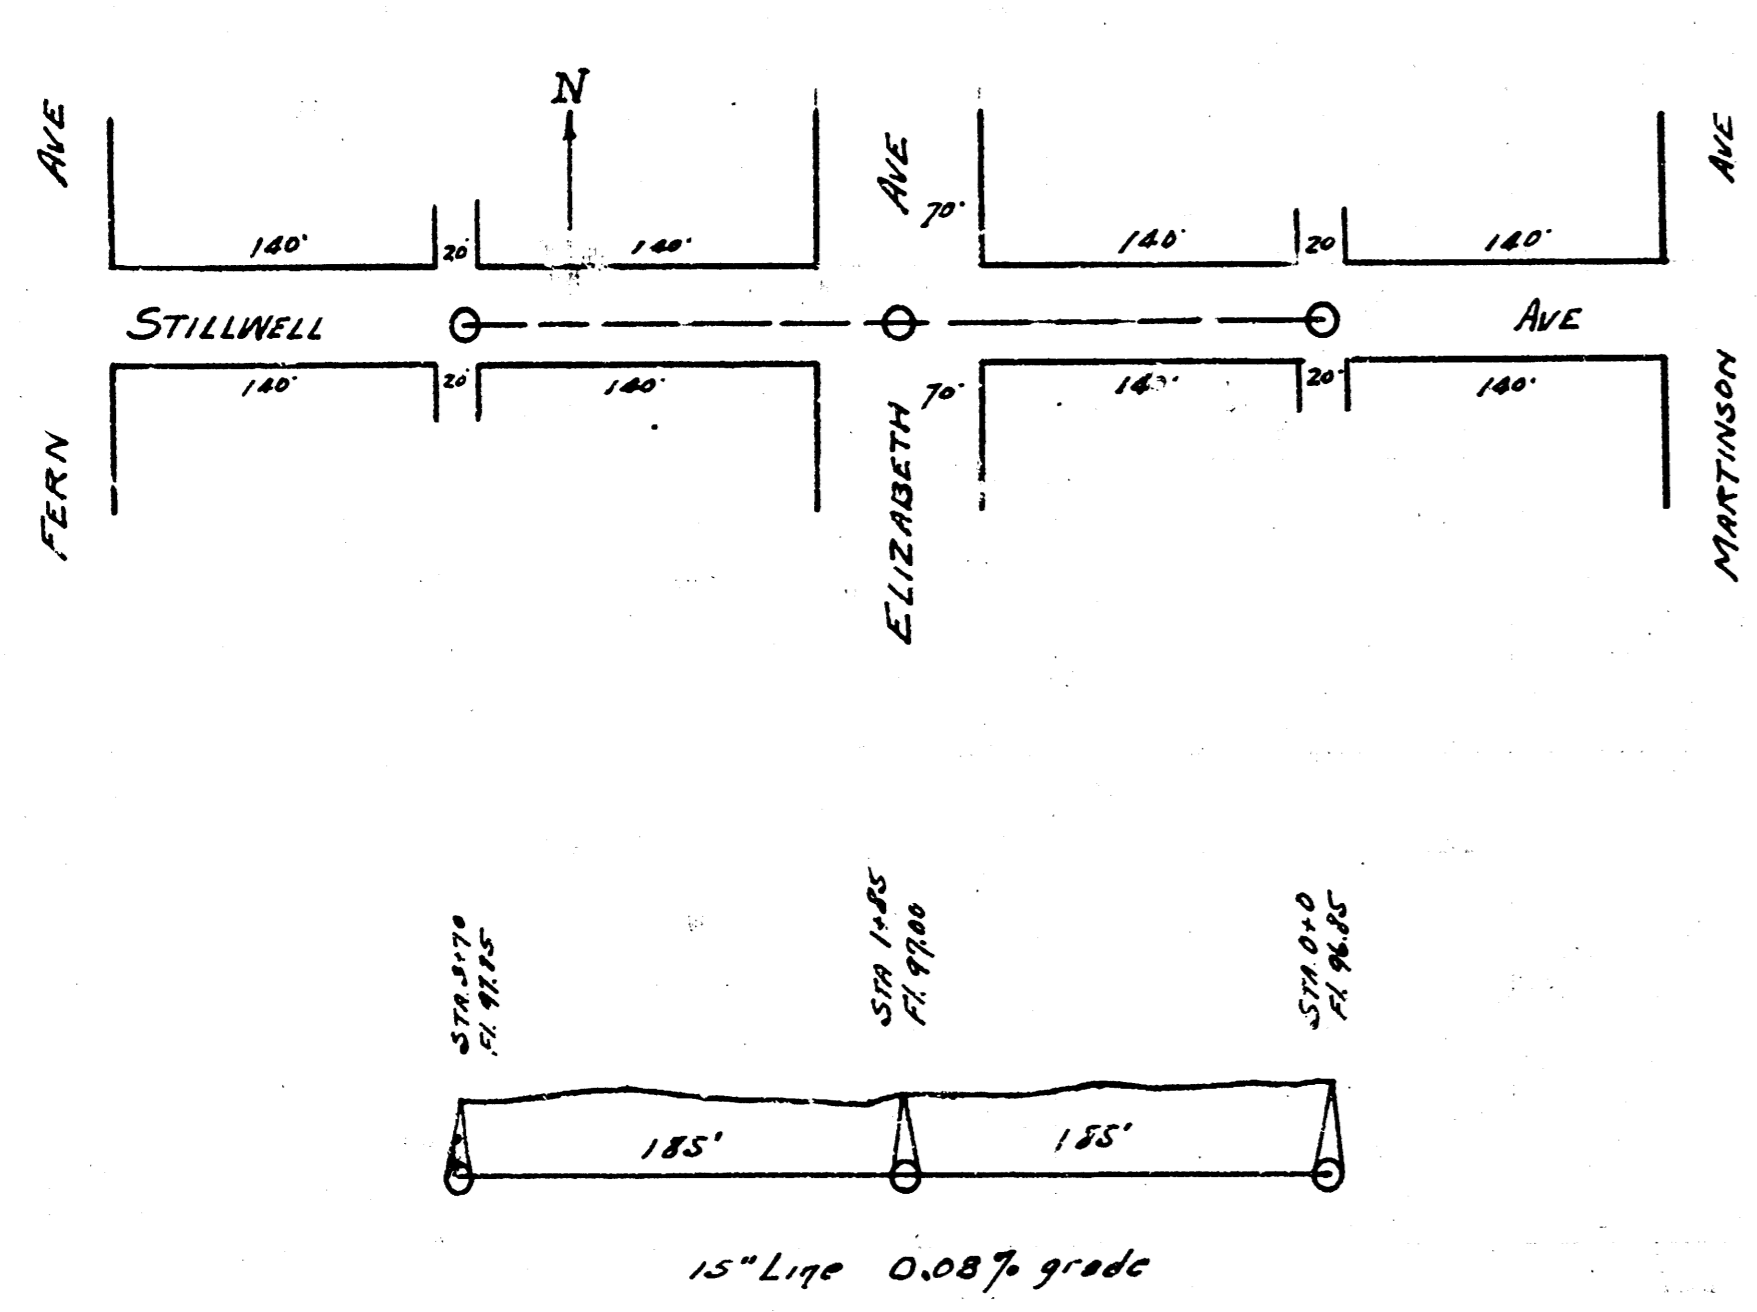 N
AVE
AVE
AVE
70'
140'
20'
140'
140'
20
140'
STILLWELL
AVE
140'
20'
140'
70'
140'
20'
140'
FERN
ELIZABETH
MARTINSON
STA. 3+70
Fl. 97.15
STA 1+85
Fl. 97.00
STA. 0+0
Fl. 96.85
185'
185'
15" Line 0.08% grade